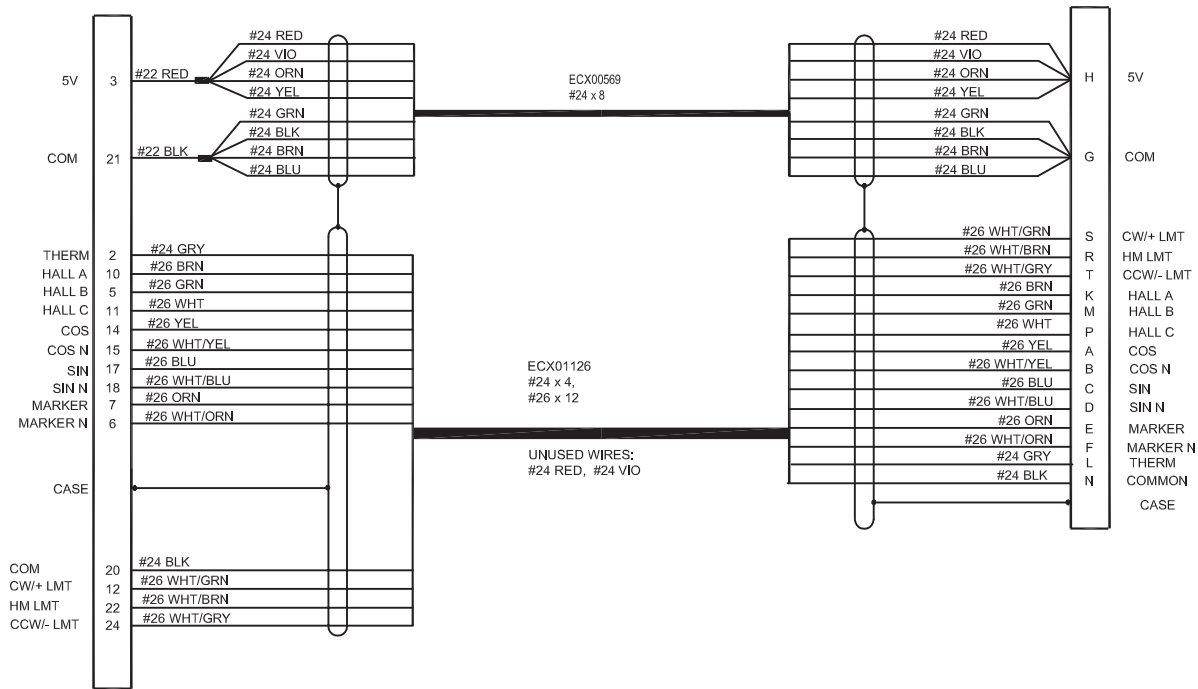 #24 RED
#24 VIO
5V 3 #22 RED #24 ORN
#24 YEL
#24 GRN
#24 BLK
COM 21 #22 BLK #24 BRN
#24 BLU
THERM 2 #24 GRY
HALL A 10 #26 BRN
HALL B 5 #26 GRN
HALL C 11 #26 WHT
COS 14 #26 YEL
COS N 15 #26 WHT/YEL
SIN 17 #26 BLU
SIN N 18 #26 WHT/BLU
MARKER 7 #26 ORN
MARKER N 6 #26 WHT/ORN
CASE
COM 20 #24 BLK
CW/+ LMT 12 #26 WHT/GRN
HM LMT 22 #26 WHT/BRN
CCW/- LMT 24 #26 WHT/GRY
ECX00569
#24 x 8
ECX01126
#24 x 4,
#26 x 12
UNUSED WIRES:
#24 RED, #24 VIO
#24 RED
#24 VIO
#24 ORN H 5V
#24 YEL
#24 GRN
#24 BLK
#24 BRN G COM
#24 BLU
#26 WHT/GRN S CW/+ LMT
#26 WHT/BRN R HM LMT
#26 WHT/GRY T CCW/- LMT
#26 BRN K HALL A
#26 GRN M HALL B
#26 WHT P HALL C
#26 YEL A COS
#26 WHT/YEL B COS N
#26 BLU C SIN
#26 WHT/BLU D SIN N
#26 ORN E MARKER
#26 WHT/ORN F MARKER N
#24 GRY L THERM
#24 BLK N COMMON
CASE